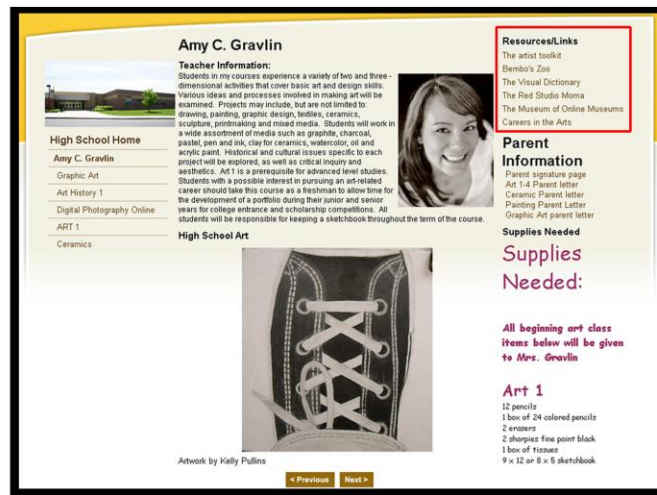 Amy C. Gravlin
Teacher Information:
Students in my courses experience a variety of two and three -
dimensional activities that cover basic art and design skills.
Various ideas and processes involved in making art will be
examined. Projects may include, but are not limited to:
drawing, painting, graphic design, textiles, ceramics,
sculpture, printmaking and mixed media. Students will work in
a wide assortment of media such as graphite, charcoal,
pastel, pen and ink, clay for ceramics, watercolor, oil and
acrylic paint. Historical and cultural issues specific to each
project will be explored, as well as critical inquiry and
aesthetics. Art 1 is a prerequisite for advanced level studies.
Students with a possible interest in pursuing an art-related
career should take this course as a freshman to allow time for
the development of a portfolio during their junior and senior
years for college entrance and scholarship competitions. All
students will be responsible for keeping a sketchbook throughout the term of the course.
High School Art
Artwork by Kelly Pullins
< Previous
Next >
High School Home
Amy C. Gravlin
Graphic Art
Art History 1
Digital Photography Online
ART 1
Ceramics
Resources/Links
The artist toolkit
Bembo's Zoo
The Visual Dictionary
The Red Studio Moma
The Museum of Online Museums
Careers in the Arts
Parent
Information
Parent signature page
Art 1-4 Parent letter
Ceramic Parent letter
Painting Parent Letter
Graphic Art parent letter
Supplies Needed
Supplies
Needed:
All beginning art class
items below will be given
to Mrs. Gravlin
Art 1
12 pencils
1 box of 24 colored pencils
2 erasers
2 sharpies fine point black
1 box of tissues
9 x 12 or 8 x 5 sketchbook